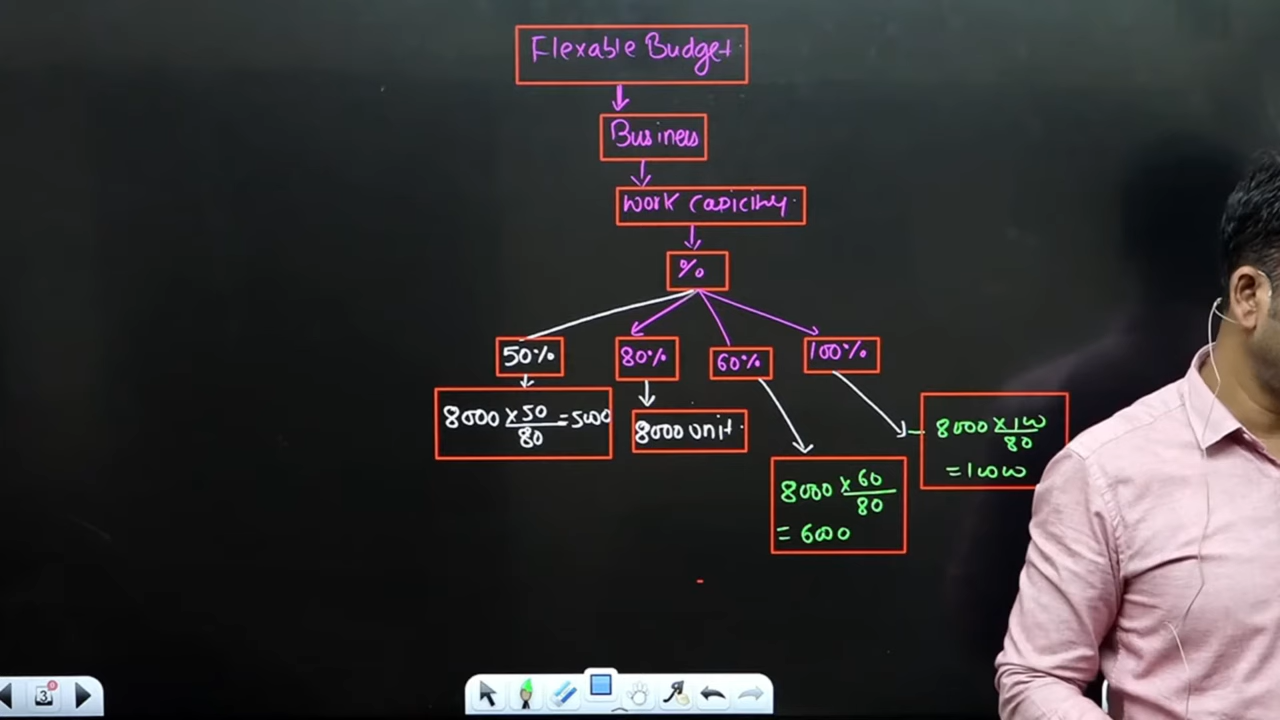 Flexable Budget
Business
Work Capicity
%
50%
80%
60%
100%
8000 × 50/80 = 5000
8000 unit
8000 × 60/80
= 6000
8000 × 100/80
= 10000
3